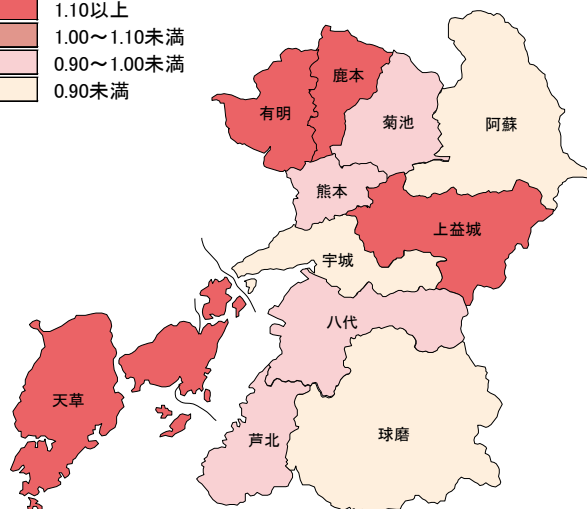 1.10以上
1.00～1.10未満
0.90～1.00未満
0.90未満
鹿本
有明
菊池
阿蘇
熊本
上益城
宇城
八代
天草
芦北
球磨